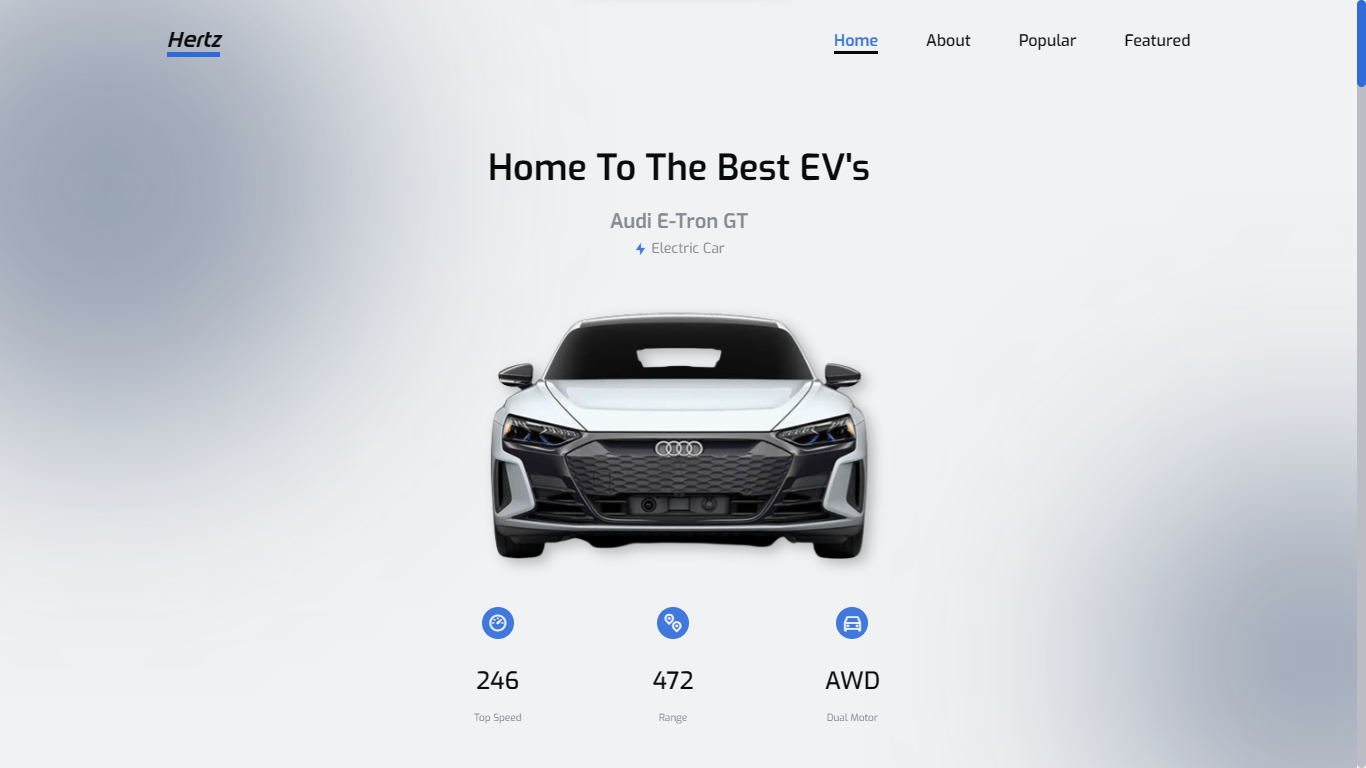 Hertz
Home About Popular Featured
Home To The Best EV's
Audi E-Tron GT
Electric Car
246 472 AWD
Top Speed Range Dual Motor